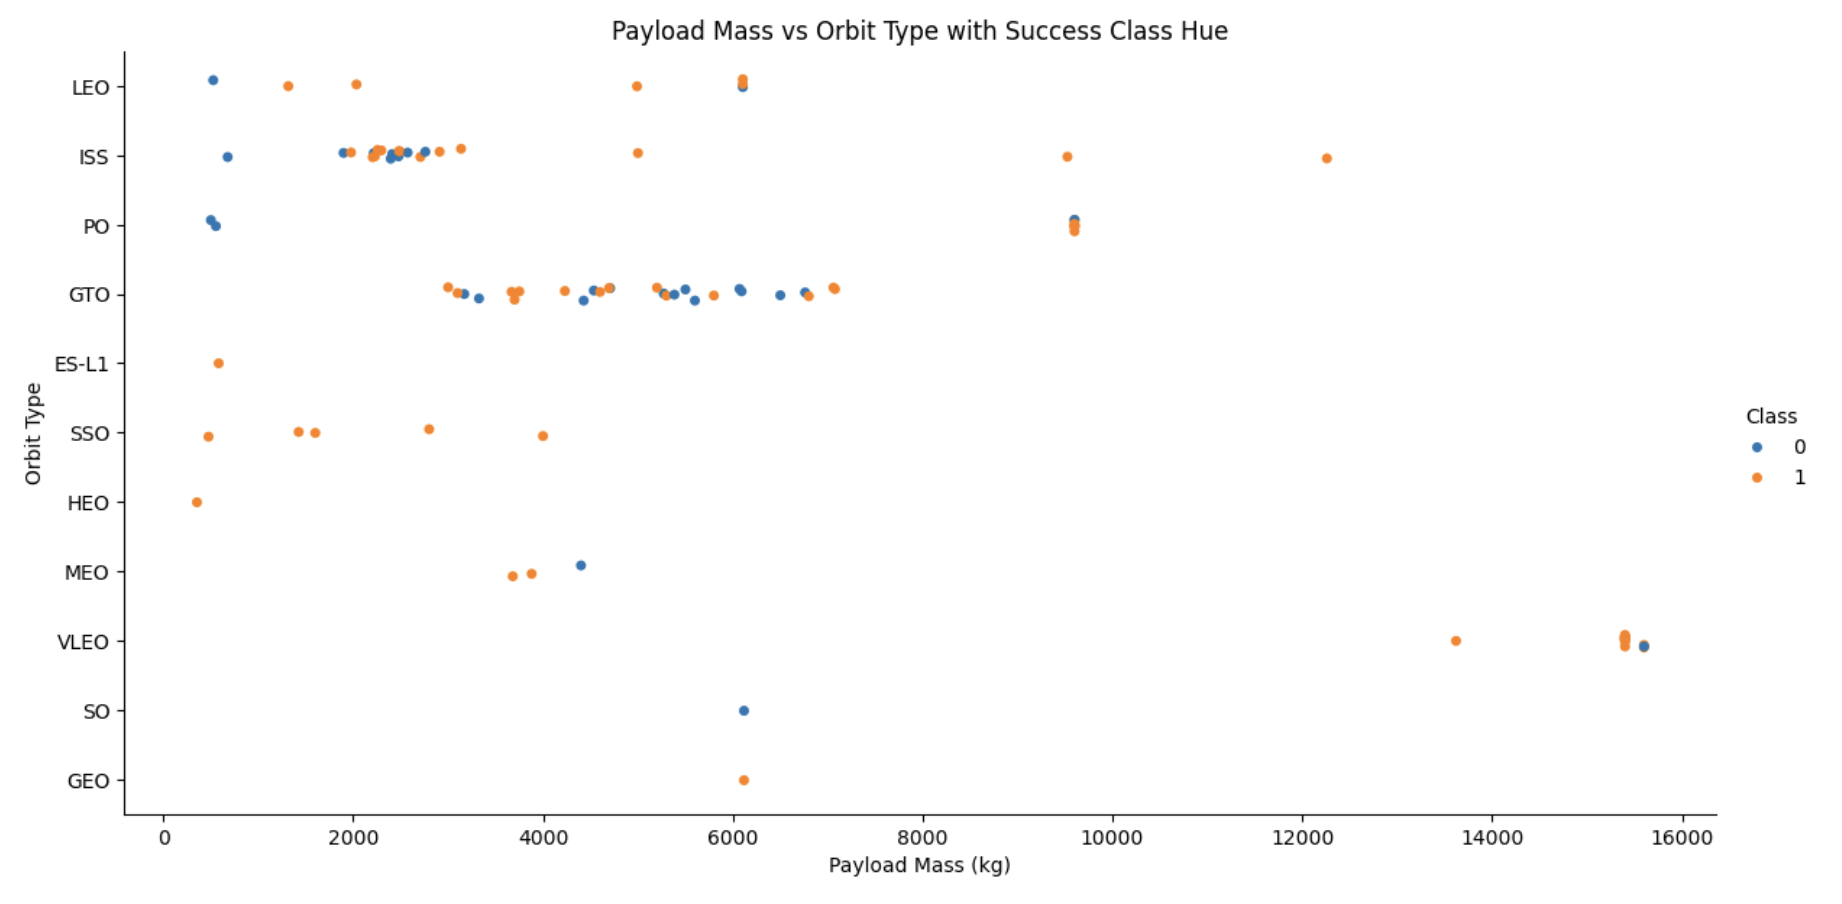 Payload Mass vs Orbit Type with Success Class Hue
LEO
ISS
PO
GTO
ES-L1
SSO
HEO
MEO
VLEO
SO
GEO
Orbit Type
0 2000 4000 6000 8000 10000 12000 14000 16000
Payload Mass (kg)
Class
0
1